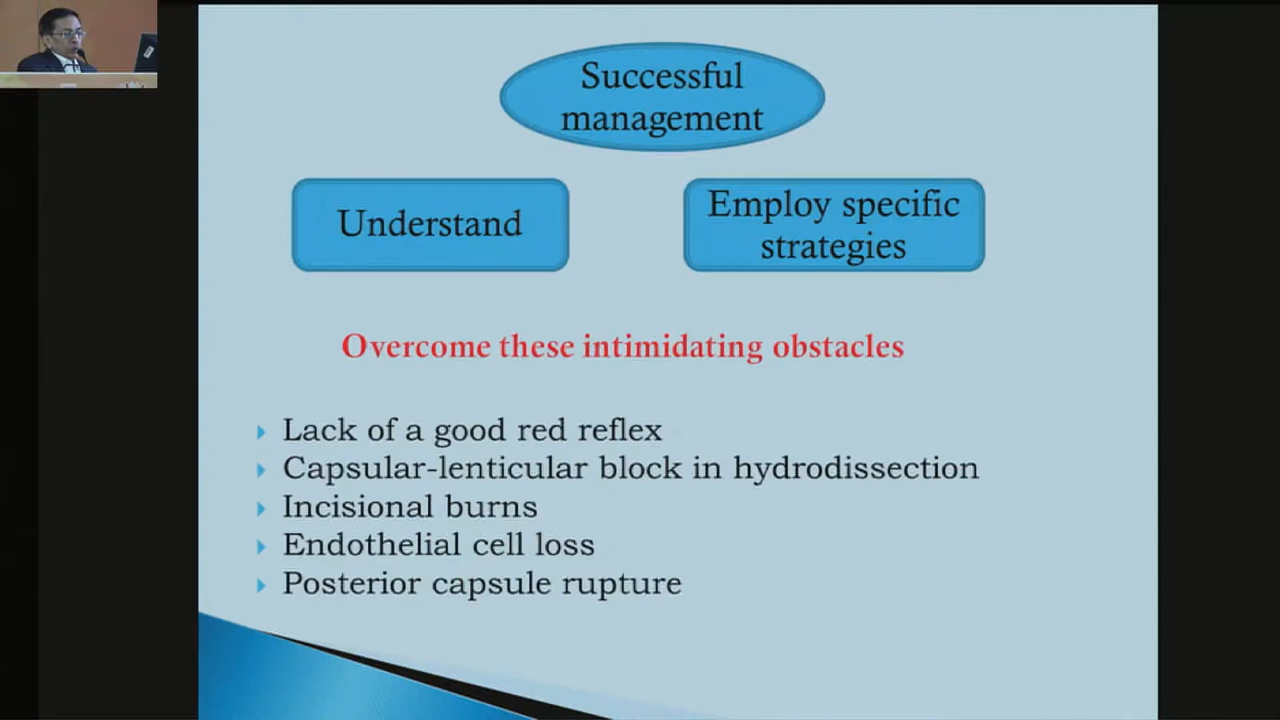 Successful
management
Understand
Employ specific
strategies
Overcome these intimidating obstacles
Lack of a good red reflex
Capsular-lenticular block in hydrodissection
Incisional burns
Endothelial cell loss
Posterior capsule rupture